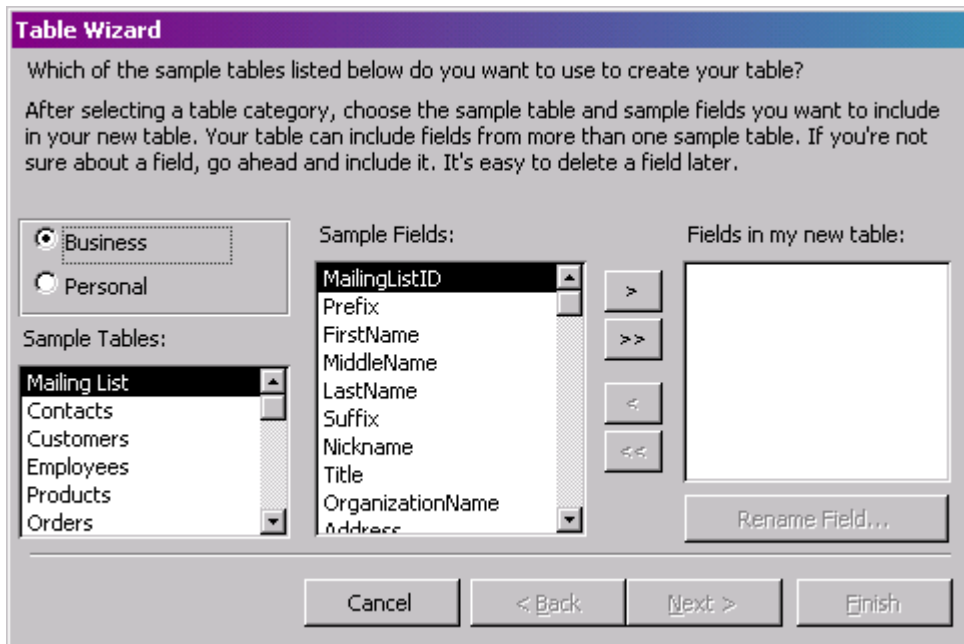 Table Wizard
Which of the sample tables listed below do you want to use to create your table?
After selecting a table category, choose the sample table and sample fields you want to include
in your new table. Your table can include fields from more than one sample table. If you're not
sure about a field, go ahead and include it. It's easy to delete a field later.
Business
Personal
Sample Tables:
Mailing List
Contacts
Customers
Employees
Products
Orders
Sample Fields:
MailingListID
Prefix
FirstName
MiddleName
LastName
Suffix
Nickname
Title
OrganizationName
Address
>
>>
<
<<
Fields in my new table:
Rename Field...
Cancel
< Back
Next >
Finish